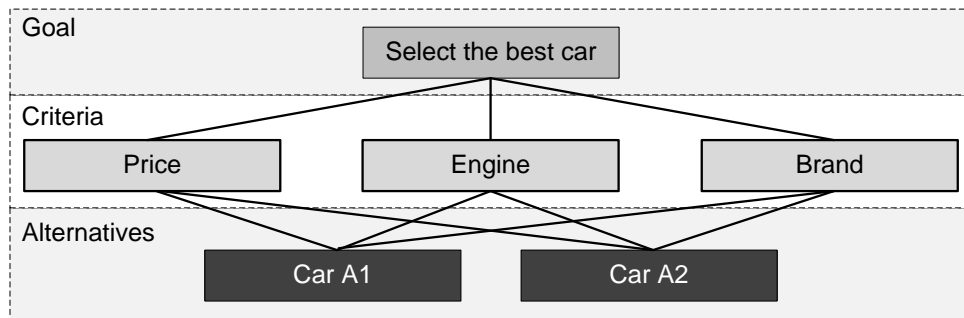 Goal
Select the best car
Criteria
Price
Engine
Brand
Alternatives
Car A1
Car A2